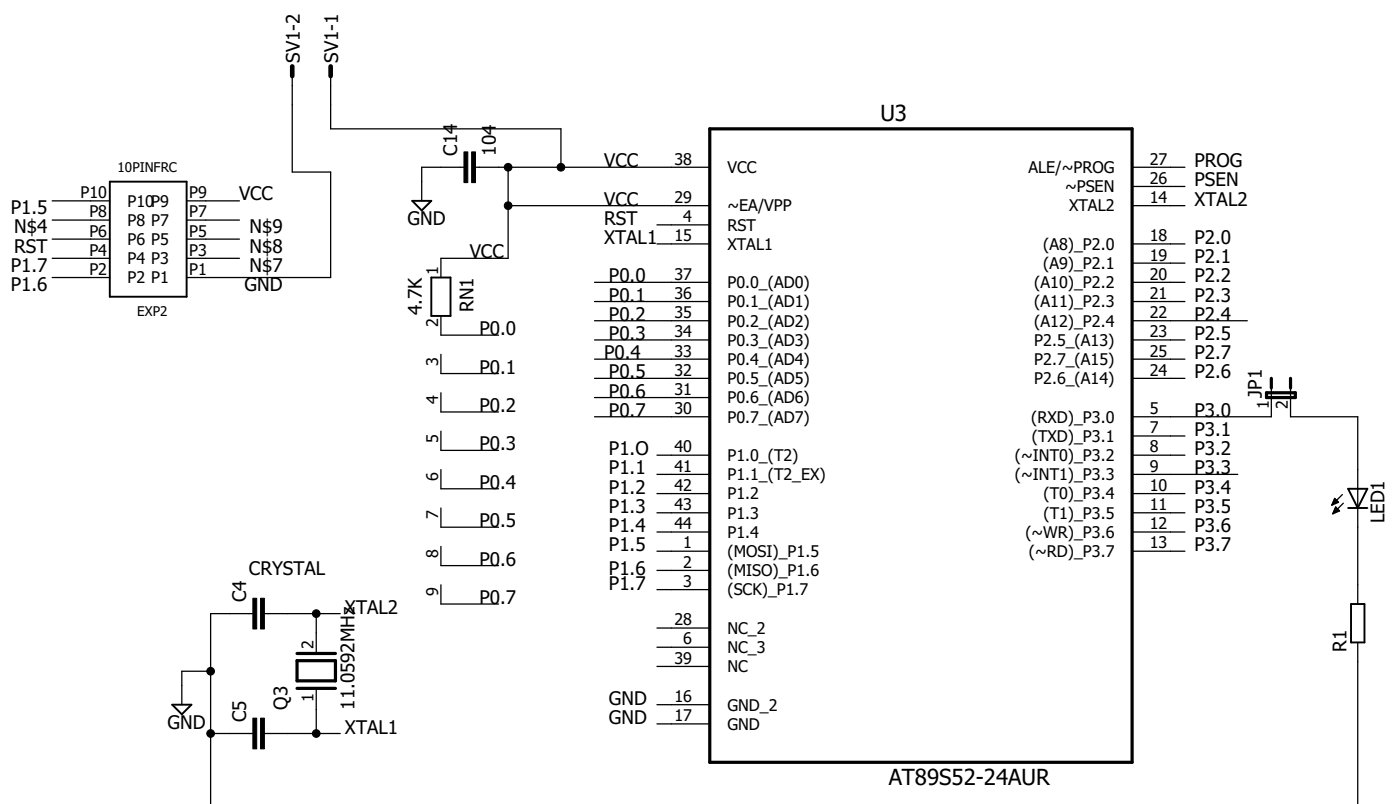 SV1-2
SV1-1
10PINFRC
P1.5 P10 P10 P9 P9 VCC
N$4 P8 P8 P7 P7 N$9
RST P6 P6 P5 P5 N$8
P1.7 P4 P4 P3 P3 N$7
P1.6 P2 P2 P1 P1 GND
EXP2
C14
104
GND
VCC
1
4.7K
RN1
2 P0.0
3 P0.1
4 P0.2
5 P0.3
6 P0.4
7 P0.5
8 P0.6
9 P0.7
CRYSTAL
C4
XTAL2
2
Q3
11.0592MHz
1
GND
C5
XTAL1
U3
VCC 38 VCC
VCC 29 ~EA/VPP
RST 4 RST
XTAL1 15 XTAL1
P0.0 37 P0.0_(AD0)
P0.1 36 P0.1_(AD1)
P0.2 35 P0.2_(AD2)
P0.3 34 P0.3_(AD3)
P0.4 33 P0.4_(AD4)
P0.5 32 P0.5_(AD5)
P0.6 31 P0.6_(AD6)
P0.7 30 P0.7_(AD7)
P1.O 40 P1.0_(T2)
P1.1 41 P1.1_(T2_EX)
P1.2 42 P1.2
P1.3 43 P1.3
P1.4 44 P1.4
P1.5 1 (MOSI)_P1.5
P1.6 2 (MISO)_P1.6
P1.7 3 (SCK)_P1.7
28 NC_2
6 NC_3
39 NC
GND 16 GND_2
GND 17 GND
ALE/~PROG 27 PROG
~PSEN 26 PSEN
XTAL2 14 XTAL2
(A8)_P2.0 18 P2.0
(A9)_P2.1 19 P2.1
(A10)_P2.2 20 P2.2
(A11)_P2.3 21 P2.3
(A12)_P2.4 22 P2.4
P2.5_(A13) 23 P2.5
P2.7_(A15) 25 P2.7
P2.6_(A14) 24 P2.6
(RXD)_P3.0 5 P3.0
(TXD)_P3.1 7 P3.1
(~INT0)_P3.2 8 P3.2
(~INT1)_P3.3 9 P3.3
(T0)_P3.4 10 P3.4
(T1)_P3.5 11 P3.5
(~WR)_P3.6 12 P3.6
(~RD)_P3.7 13 P3.7
AT89S52-24AUR
JP1
1
2
LED1
R1